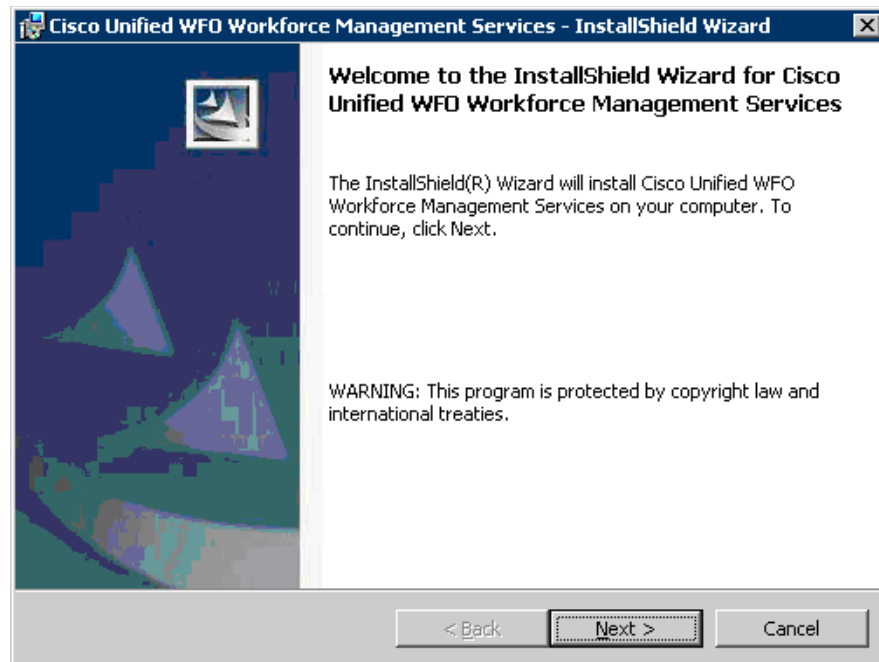 Cisco Unified WFO Workforce Management Services - InstallShield Wizard
Welcome to the InstallShield Wizard for Cisco
Unified WFO Workforce Management Services
The InstallShield(R) Wizard will install Cisco Unified WFO
Workforce Management Services on your computer. To
continue, click Next.
WARNING: This program is protected by copyright law and
international treaties.
< Back
Next >
Cancel